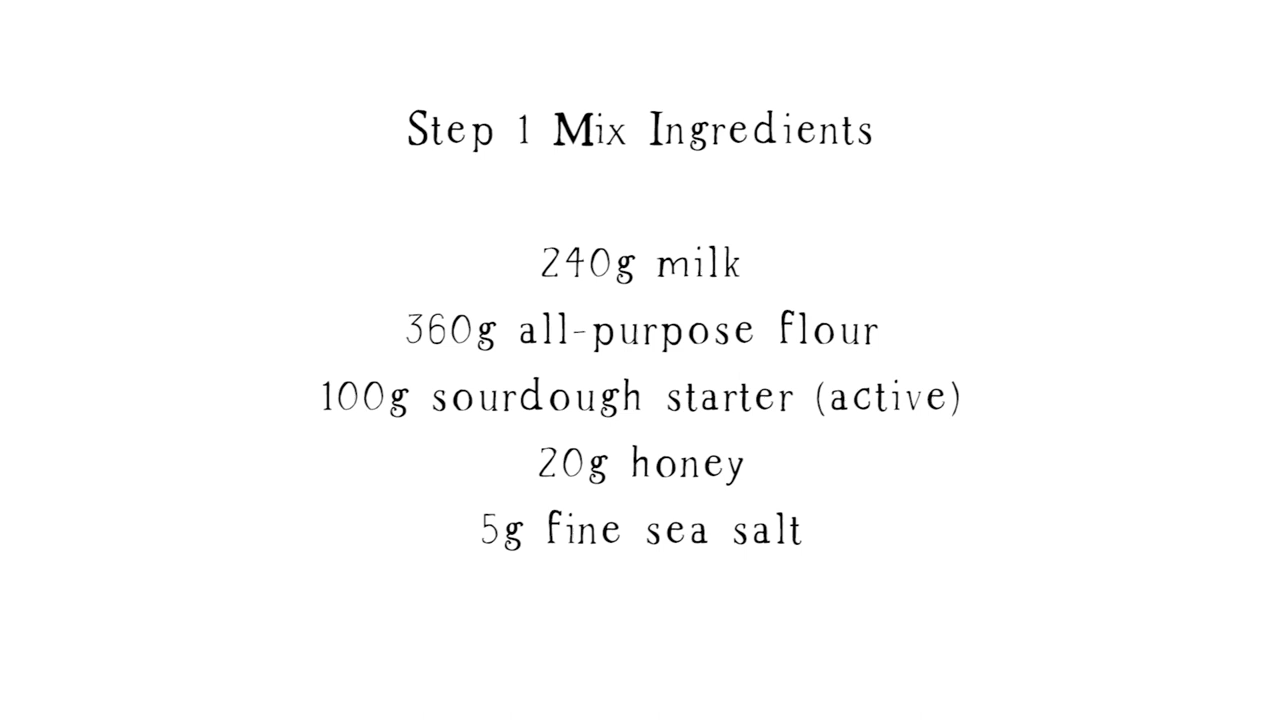 Step 1 Mix Ingredients
240g milk
360g all-purpose flour
100g sourdough starter (active)
20g honey
5g fine sea salt